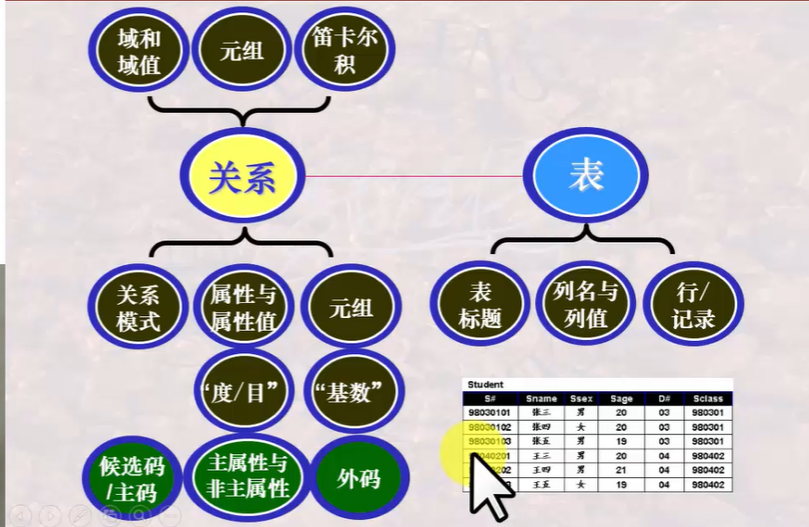 域和
域值
元组
笛卡尔
积
关系
表
关系
模式
属性与
属性值
元组
表
标题
列名与
列值
行/
记录
“度/目”
“基数”
候选码
/主码
主属性与
非主属性
外码
Student
S# Sname Ssex Sage D# Sclass
98030101 张三 男 20 03 980301
98030102 张四 女 20 03 980301
98030103 张五 男 19 03 980301
040201 王三 男 20 04 980402
202 王四 男 21 04 980402
王五 女 19 04 980402